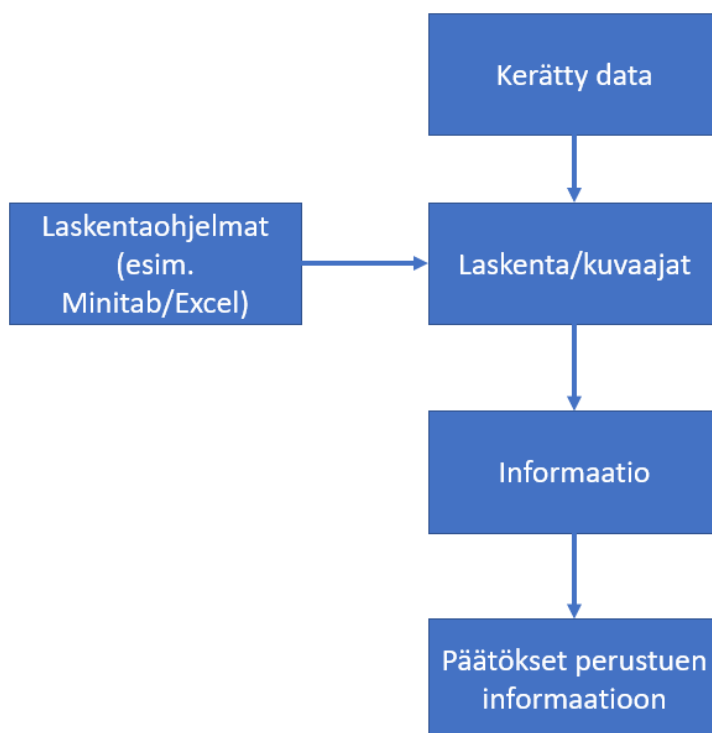 Kerätty data
Laskentaohjelmat
(esim.
Minitab/Excel)
Laskenta/kuvaajat
Informaatio
Päätökset perustuen
informaatioon